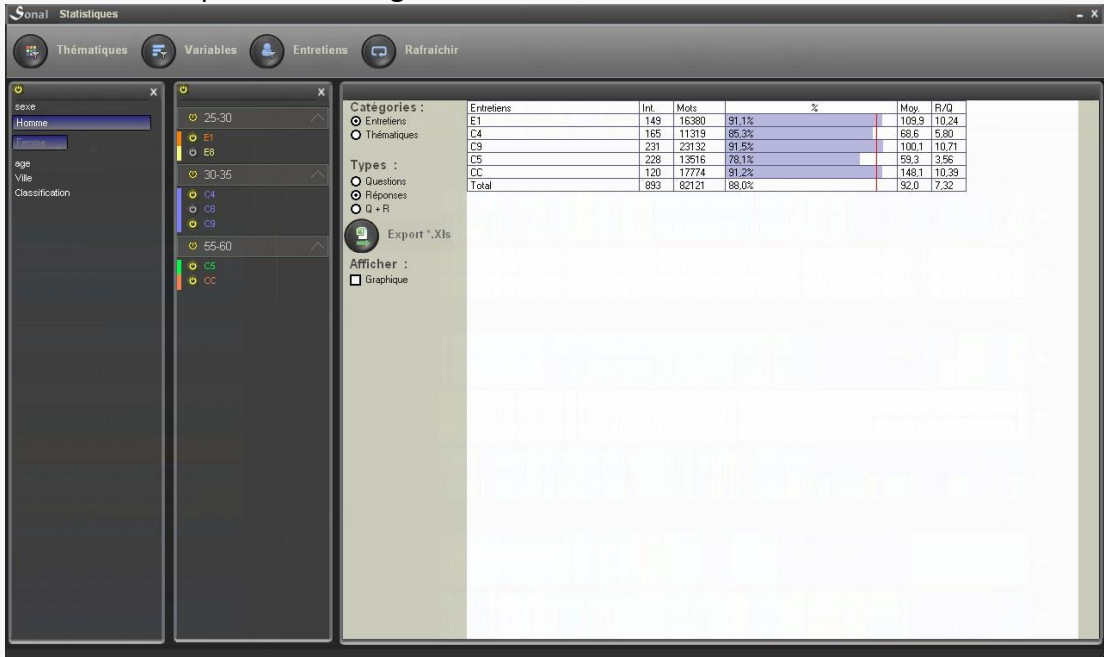 Sonal Statistiques
Thématiques Variables Entretiens Rafraichir
sexe
Homme
Femme
age
Ville
Classification
25-30
E1
E8
30-35
C4
C8
C9
55-60
C5
CC
Catégories :
Entretiens
Thématiques
Types :
Questions
Réponses
Q + R
Export *.Xls
Afficher :
Graphique
Entretiens Int. Mots % Moy. R/Q
E1 149 16380 91,1% 109,9 10,24
C4 165 11319 85,3% 68,6 5,80
C9 231 23132 91,5% 100,1 10,71
C5 228 13516 78,1% 59,3 3,56
CC 120 17774 91,2% 148,1 10,39
Total 893 82121 88,0% 92,0 7,32